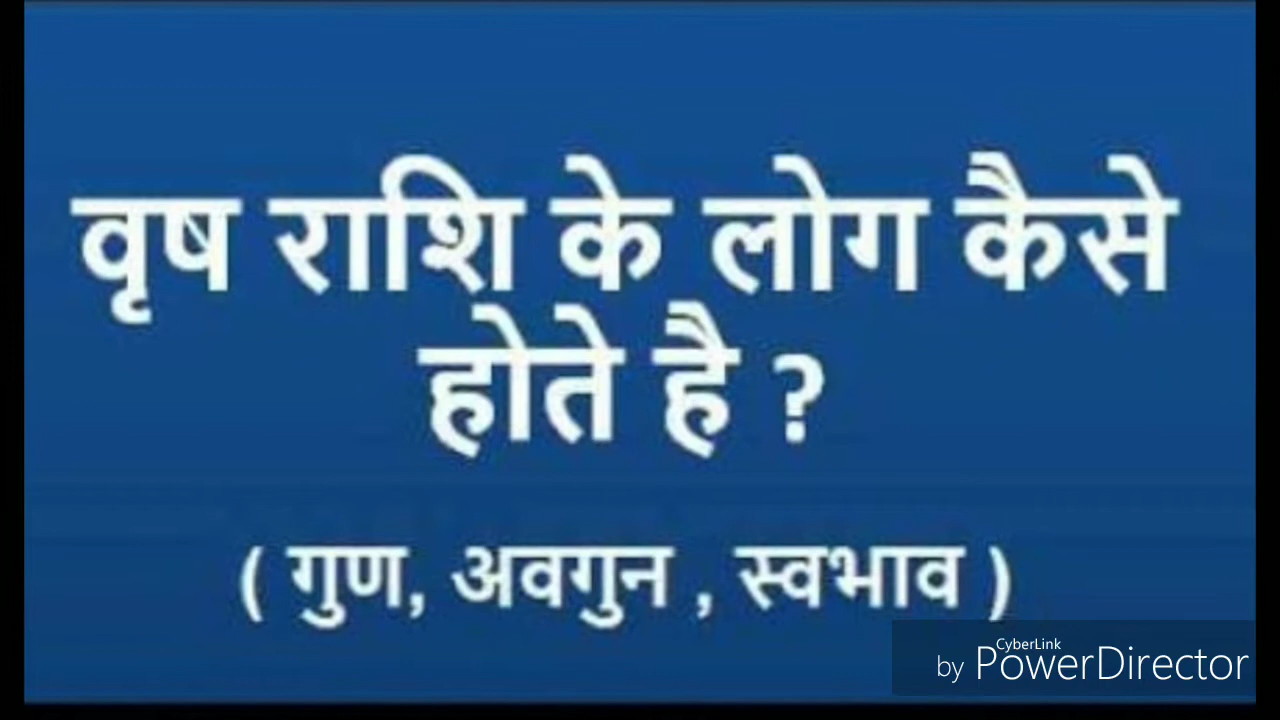 वृष राशि के लोग कैसे
होते है ?
( गुण, अवगुन , स्वभाव )
CyberLink
by PowerDirector